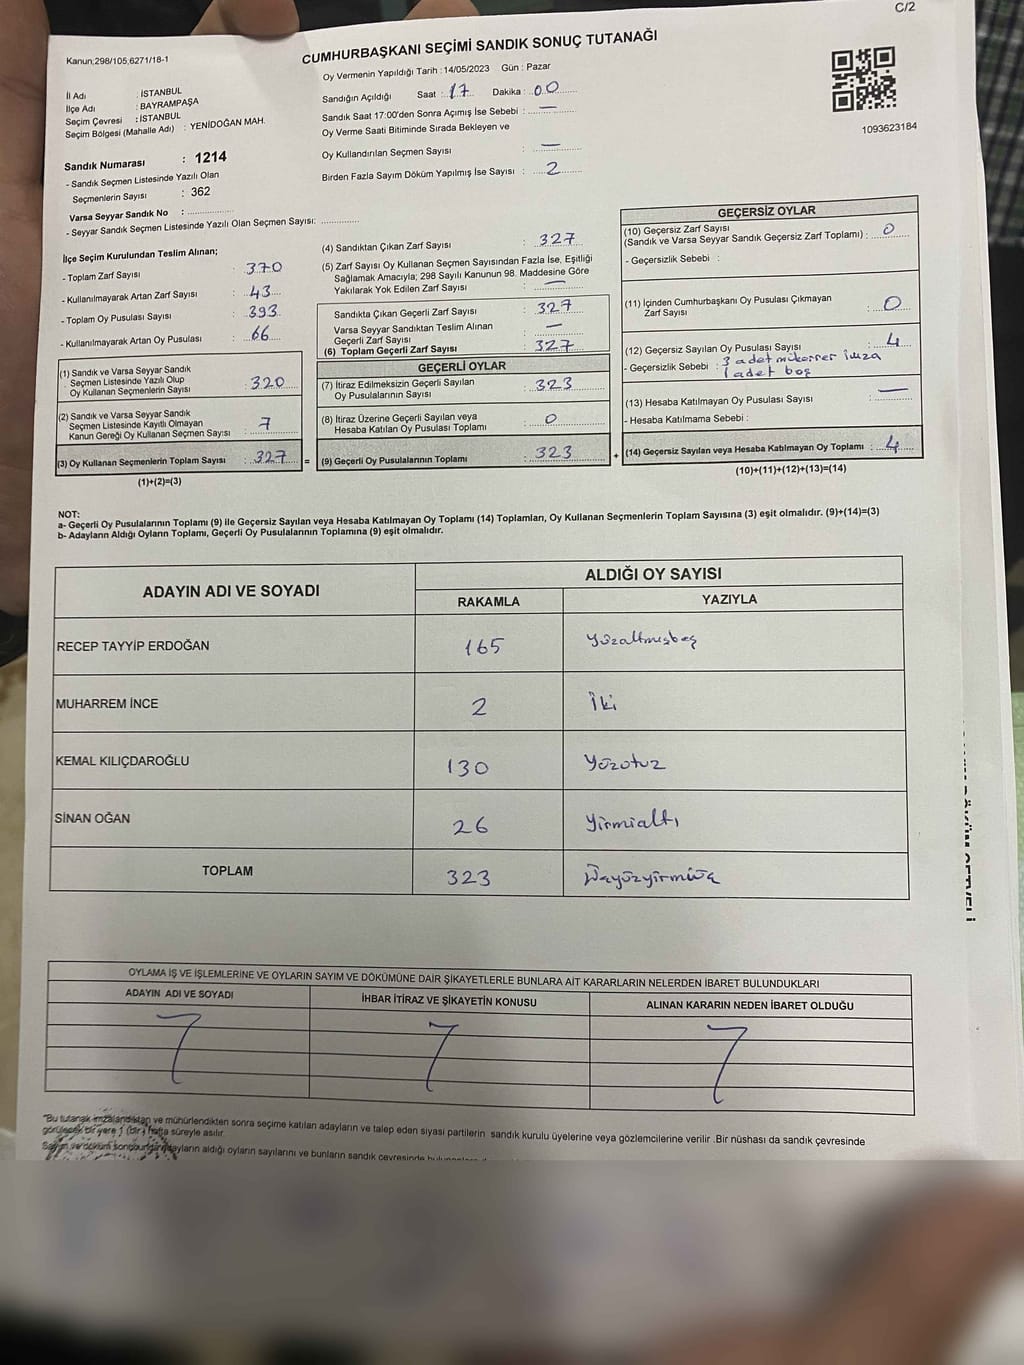 C/2
Kanun,298/105,6271/18-1
CUMHURBAŞKANI SEÇİMİ SANDIK SONUÇ TUTANAĞI
Oy Vermenin Yapıldığı Tarih : 14/05/2023 Gün : Pazar
İl Adı : İSTANBUL
İlçe Adı : BAYRAMPAŞA
Seçim Çevresi : İSTANBUL
Seçim Bölgesi (Mahalle Adı) : YENİDOĞAN MAH.
Sandığın Açıldığı Saat : 17 Dakika : 00
Sandık Saat 17:00'den Sonra Açımış İse Sebebi : —
Oy Verme Saati Bitiminde Sırada Bekleyen ve
Oy Kullandırılan Seçmen Sayısı : —
Birden Fazla Sayım Döküm Yapılmış İse Sayısı : 2
1093623184
Sandık Numarası : 1214
- Sandık Seçmen Listesinde Yazılı Olan
Seçmenlerin Sayısı : 362
Varsa Seyyar Sandık No :
- Seyyar Sandık Seçmen Listesinde Yazılı Olan Seçmen Sayısı:
İlçe Seçim Kurulundan Teslim Alınan;
- Toplam Zarf Sayısı : 370
- Kullanılmayarak Artan Zarf Sayısı : 43
- Toplam Oy Pusulası Sayısı : 393
- Kullanılmayarak Artan Oy Pusulası : 66
(1) Sandık ve Varsa Seyyar Sandık
Seçmen Listesinde Yazılı Olup
Oy Kullanan Seçmenlerin Sayısı : 320
(2) Sandık ve Varsa Seyyar Sandık
Seçmen Listesinde Kayıtlı Olmayan
Kanun Gereği Oy Kullanan Seçmen Sayısı : 7
(3) Oy Kullanan Seçmenlerin Toplam Sayısı : 327 =
(1)+(2)=(3)
(4) Sandıktan Çıkan Zarf Sayısı : 327
(5) Zarf Sayısı Oy Kullanan Seçmen Sayısından Fazla İse, Eşitliği
Sağlamak Amacıyla; 298 Sayılı Kanunun 98. Maddesine Göre
Yakılarak Yok Edilen Zarf Sayısı : —
Sandıkta Çıkan Geçerli Zarf Sayısı : 327
Varsa Seyyar Sandıktan Teslim Alınan
Geçerli Zarf Sayısı : —
(6) Toplam Geçerli Zarf Sayısı : 327
GEÇERLİ OYLAR
(7) İtiraz Edilmeksizin Geçerli Sayılan
Oy Pusulalarının Sayısı : 323
(8) İtiraz Üzerine Geçerli Sayılan veya
Hesaba Katılan Oy Pusulası Toplamı : 0
(9) Geçerli Oy Pusulalarının Toplamı : 323 +
GEÇERSİZ OYLAR
(10) Geçersiz Zarf Sayısı
(Sandık ve Varsa Seyyar Sandık Geçersiz Zarf Toplamı) : 0
- Geçersizlik Sebebi :
(11) İçinden Cumhurbaşkanı Oy Pusulası Çıkmayan
Zarf Sayısı : 0
(12) Geçersiz Sayılan Oy Pusulası Sayısı : 4
- Geçersizlik Sebebi : 3 adet mükerrer imza
1 adet boş
(13) Hesaba Katılmayan Oy Pusulası Sayısı : —
- Hesaba Katılmama Sebebi :
(14) Geçersiz Sayılan veya Hesaba Katılmayan Oy Toplamı : 4
(10)+(11)+(12)+(13)=(14)
NOT:
a- Geçerli Oy Pusulalarının Toplamı (9) ile Geçersiz Sayılan veya Hesaba Katılmayan Oy Toplamı (14) Toplamları, Oy Kullanan Seçmenlerin Toplam Sayısına (3) eşit olmalıdır. (9)+(14)=(3)
b- Adayların Aldığı Oyların Toplamı, Geçerli Oy Pusulalarının Toplamına (9) eşit olmalıdır.
ADAYIN ADI VE SOYADI ALDIĞI OY SAYISI
RAKAMLA YAZIYLA
RECEP TAYYİP ERDOĞAN 165 Yüzaltmışbeş
MUHARREM İNCE 2 İki
KEMAL KILIÇDAROĞLU 130 Yüzotuz
SİNAN OĞAN 26 Yirmialtı
TOPLAM 323 Üçyüzyirmiüç
OYLAMA İŞ VE İŞLEMLERİNE VE OYLARIN SAYIM VE DÖKÜMÜNE DAİR ŞİKAYETLERLE BUNLARA AİT KARARLARIN NELERDEN İBARET BULUNDUKLARI
ADAYIN ADI VE SOYADI İHBAR İTİRAZ VE ŞİKAYETİN KONUSU ALINAN KARARIN NEDEN İBARET OLDUĞU
"Bu tutanak imzalandıktan ve mühürlendikten sonra seçime katılan adayların ve talep eden siyasi partilerin sandık kurulu üyelerine veya gözlemcilerine verilir .Bir nüshası da sandık çevresinde
görülecek bir yere 1 (bir) hafta süreyle asılır.
Sayım ve döküm adayların aldığı oyların sayılarını ve bunların sandık çevresinde